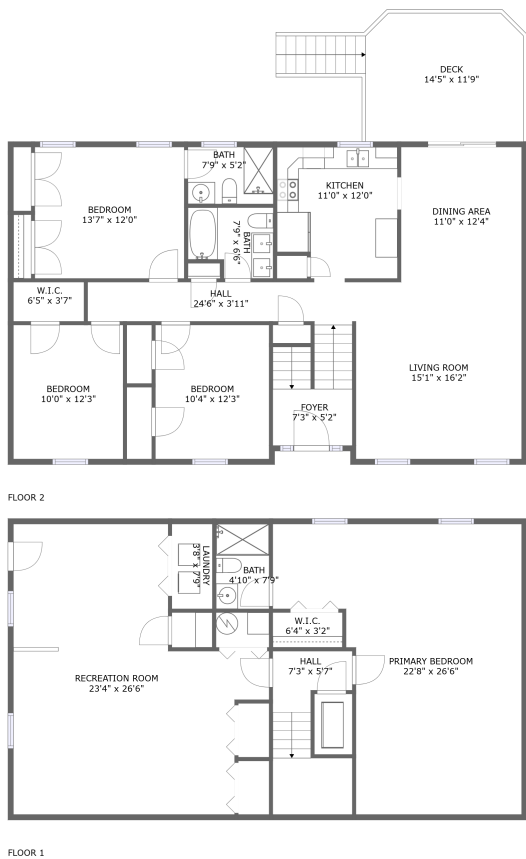 DECK
14'5" x 11'9"
BATH
7'9" x 5'2"
KITCHEN
11'0" x 12'0"
BEDROOM
13'7" x 12'0"
DINING AREA
11'0" x 12'4"
BATH
7'9" x 6'6"
W.I.C.
6'5" x 3'7"
HALL
24'6" x 3'11"
LIVING ROOM
15'1" x 16'2"
BEDROOM
10'0" x 12'3"
BEDROOM
10'4" x 12'3"
FOYER
7'3" x 5'2"
FLOOR 2
LAUNDRY
3'8" x 7'9"
BATH
4'10" x 7'9"
W.I.C.
6'4" x 3'2"
HALL
7'3" x 5'7"
PRIMARY BEDROOM
22'8" x 26'6"
RECREATION ROOM
23'4" x 26'6"
FLOOR 1